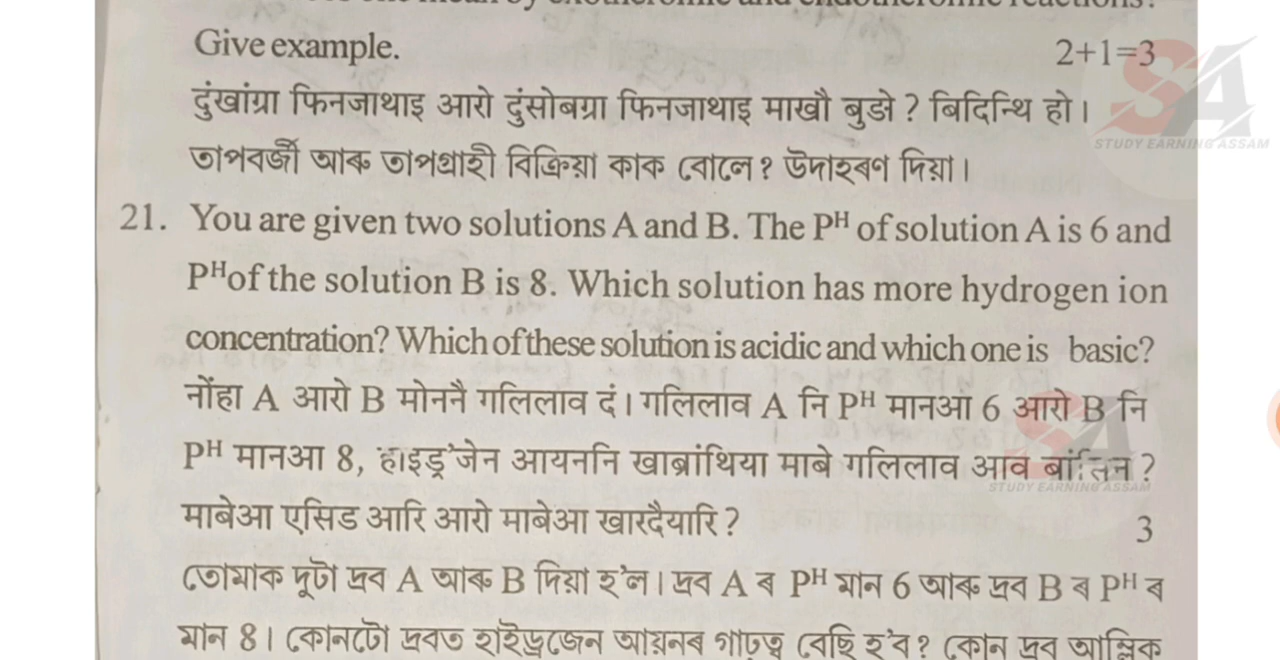 Give example. 2+1=3
दुंखांग्रा फिनजाथाइ आरो दुंसोबग्रा फिनजाथाइ माखौ बुङो ? बिदिन्थि हो।
তাপবৰ্জী আৰু তাপগ্ৰাহী বিক্ৰিয়া কাক বোলে? উদাহৰণ দিয়া।
21. You are given two solutions A and B. The Pᴴ of solution A is 6 and
Pᴴof the solution B is 8. Which solution has more hydrogen ion
concentration? Which of these solution is acidic and which one is basic?
नोंहा A आरो B मोननै गलिलाव दं। गलिलाव A नि Pᴴ मानआ 6 आरो B नि
Pᴴ मानआ 8, हाइड्र'जेन आयननि खाब्रांथिया माबे गलिलाव आव बांसिन ?
माबेआ एसिड आरि आरो माबेआ खारदैयारि ? 3
তোমাক দুটা দ্ৰব A আৰু B দিয়া হ'ল। দ্ৰব A ৰ Pᴴ মান 6 আৰু দ্ৰব B ৰ Pᴴ ৰ
মান 8। কোনটো দ্ৰবত হাইড্ৰজেন আয়নৰ গাঢ়ত্ব বেছি হ'ব? কোন দ্ৰব আম্লিক
SA
STUDY EARNING ASSAM
SA
STUDY EARNING ASSAM